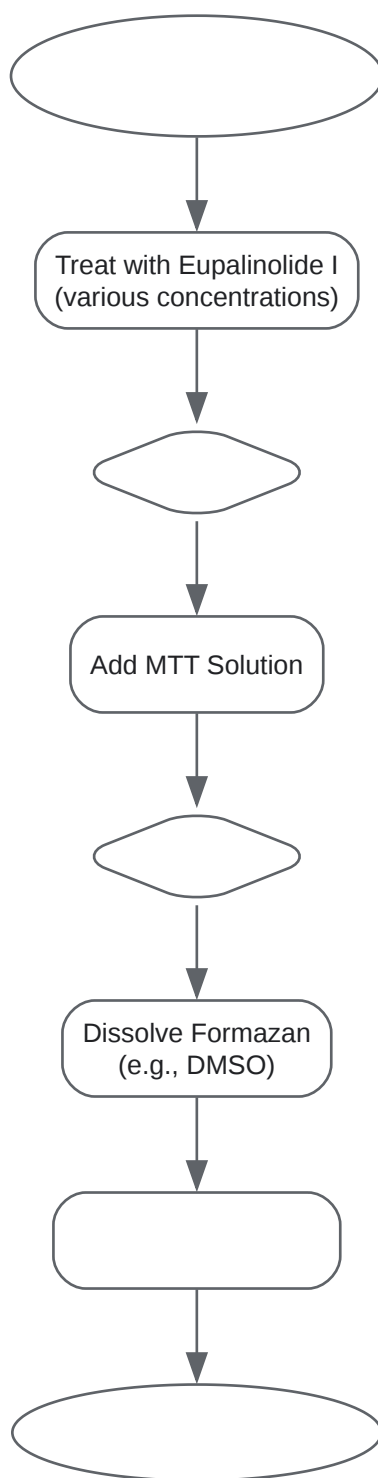 Treat with Eupalinolide I
(various concentrations)
Add MTT Solution
Dissolve Formazan
(e.g., DMSO)